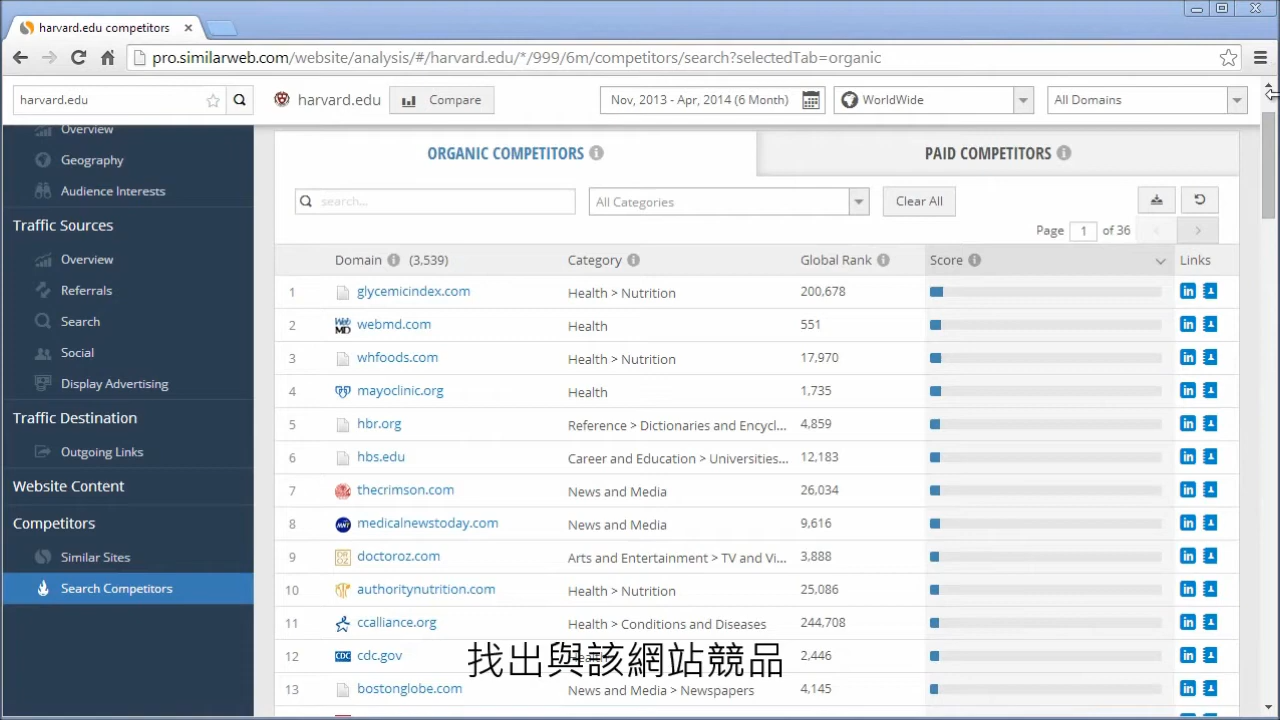 harvard.edu competitors
pro.similarweb.com/website/analysis/#/harvard.edu/*/999/6m/competitors/search?selectedTab=organic
harvard.edu
harvard.edu
Compare
Nov, 2013 - Apr, 2014 (6 Month)
WorldWide
All Domains
Overview
Geography
Audience Interests
Traffic Sources
Overview
Referrals
Search
Social
Display Advertising
Traffic Destination
Outgoing Links
Website Content
Competitors
Similar Sites
Search Competitors
ORGANIC COMPETITORS
PAID COMPETITORS
search...
All Categories
Clear All
Page 1 of 36
Domain (3,539) Category Global Rank Score Links
1 glycemicindex.com Health > Nutrition 200,678
2 webmd.com Health 551
3 whfoods.com Health > Nutrition 17,970
4 mayoclinic.org Health 1,735
5 hbr.org Reference > Dictionaries and Encycl... 4,859
6 hbs.edu Career and Education > Universities... 12,183
7 thecrimson.com News and Media 26,034
8 medicalnewstoday.com News and Media 9,616
9 doctoroz.com Arts and Entertainment > TV and Vi... 3,888
10 authoritynutrition.com Health > Nutrition 25,086
11 ccalliance.org Health > Conditions and Diseases 244,708
12 cdc.gov 2,446
找出與該網站競品
13 bostonglobe.com News and Media > Newspapers 4,145